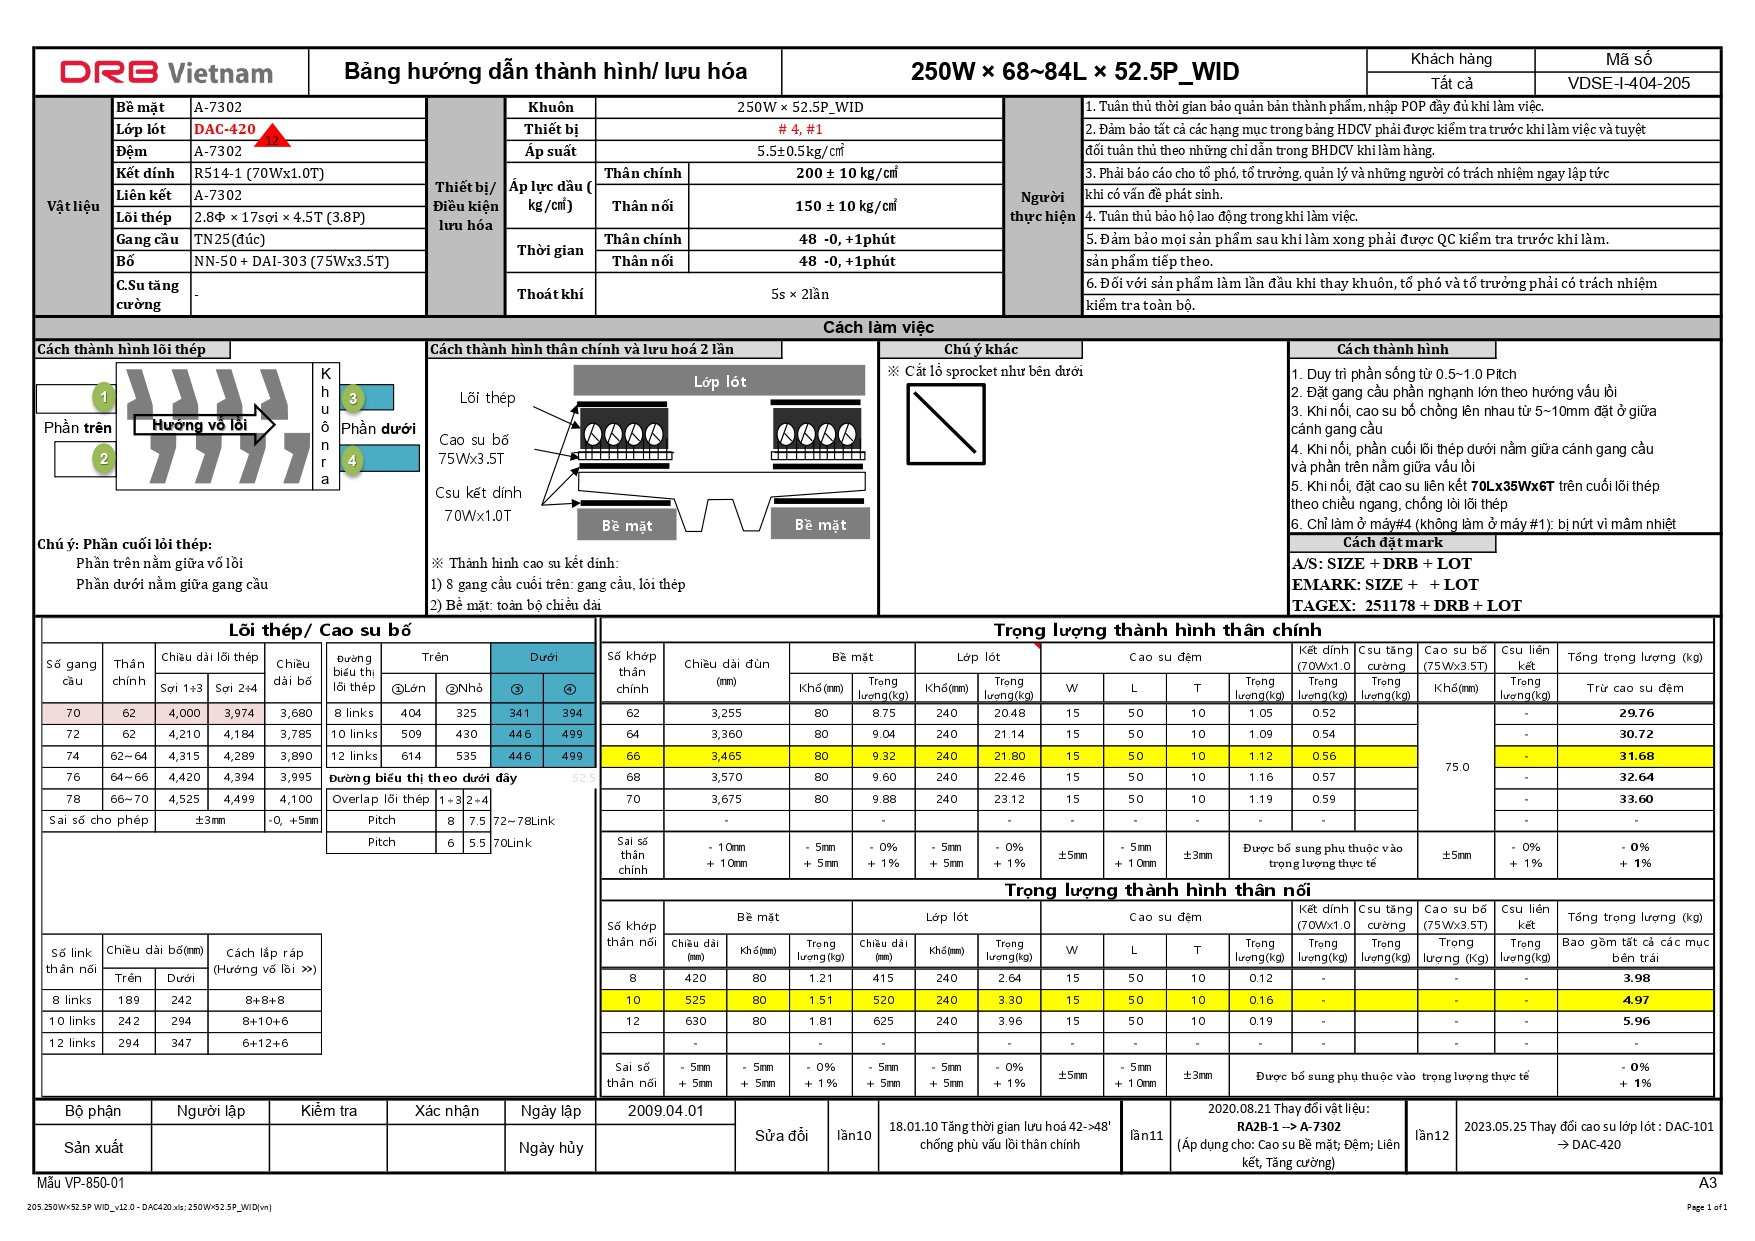 DRB Vietnam
Bảng hướng dẫn thành hình/ lưu hóa
250W × 68~84L × 52.5P_WID
Khách hàng
Mã số
Tất cả
VDSE-I-404-205
Vật liệu
Bề mặt A-7302
Lớp lót DAC-420 12
Đệm A-7302
Kết dính R514-1 (70Wx1.0T)
Liên kết A-7302
Lõi thép 2.8Φ × 17sợi × 4.5T (3.8P)
Gang cầu TN25(đúc)
Bố NN-50 + DAI-303 (75Wx3.5T)
C.Su tăng
cường -
Thiết bị/
Điều kiện
lưu hóa
Khuôn 250W × 52.5P_WID
Thiết bị # 4, #1
Áp suất 5.5±0.5kg/㎠
Áp lực dầu (
kg/㎠)
Thân chính 200 ± 10 kg/㎠
Thân nối 150 ± 10 kg/㎠
Thời gian
Thân chính 48 -0, +1phút
Thân nối 48 -0, +1phút
Thoát khí 5s × 2lần
Người
thực hiện
1. Tuân thủ thời gian bảo quản bán thành phẩm, nhập POP đầy đủ khi làm việc.
2. Đảm bảo tất cả các hạng mục trong bảng HDCV phải được kiểm tra trước khi làm việc và tuyệt
đối tuân thủ theo những chỉ dẫn trong BHDCV khi làm hàng.
3. Phải báo cáo cho tổ phó, tổ trưởng, quản lý và những người có trách nhiệm ngay lập tức
khi có vấn đề phát sinh.
4. Tuân thủ bảo hộ lao động trong khi làm việc.
5. Đảm bảo mọi sản phẩm sau khi làm xong phải được QC kiểm tra trước khi làm.
sản phẩm tiếp theo.
6. Đối với sản phẩm làm lần đầu khi thay khuôn, tổ phó và tổ trưởng phải có trách nhiệm
kiểm tra toàn bộ.
Cách làm việc
Cách thành hình lõi thép
1
2
3
4
Phần trên
Hướng vố lồi
Khuôn ra
Phần dưới
Chú ý: Phần cuối lỏi thép:
Phần trên nằm giữa vố lồi
Phần dưới nằm giữa gang cầu
Cách thành hình thân chính và lưu hoá 2 lần
Lớp lót
Lõi thép
Cao su bố
75Wx3.5T
Csu kết dính
70Wx1.0T
Bề mặt
Bề mặt
※ Thành hình cao su kết dính:
1) 8 gang cầu cuối trên: gang cầu, lỏi thép
2) Bề mặt: toàn bộ chiều dài
Chú ý khác
※ Cắt lỗ sprocket như bên dưới
Cách thành hình
1. Duy trì phần sống từ 0.5~1.0 Pitch
2. Đặt gang cầu phần nghạnh lớn theo hướng vấu lồi
3. Khi nối, cao su bố chồng lên nhau từ 5~10mm đặt ở giữa
cánh gang cầu
4. Khi nối, phần cuối lõi thép dưới nằm giữa cánh gang cầu
và phần trên nằm giữa vấu lồi
5. Khi nối, đặt cao su liên kết 70Lx35Wx6T trên cuối lõi thép
theo chiều ngang, chống lòi lõi thép
6. Chỉ làm ở máy#4 (không làm ở máy #1): bị nứt vì mâm nhiệt
Cách đặt mark
A/S: SIZE + DRB + LOT
EMARK: SIZE + + LOT
TAGEX: 251178 + DRB + LOT
Lõi thép/ Cao su bố
Số gang cầu Thân chính Chiều dài lõi thép Chiều dài bố
Sợi 1÷3 Sợi 2÷4
70 62 4,000 3,974 3,680
72 62 4,210 4,184 3,785
74 62~64 4,315 4,289 3,890
76 64~66 4,420 4,394 3,995
78 66~70 4,525 4,499 4,100
Sai số cho phép ±3mm -0, +5mm
Đường biểu thị lõi thép Trên Dưới
①Lớn ②Nhỏ ③ ④
8 links 404 325 341 394
10 links 509 430 446 499
12 links 614 535 446 499
Đường biểu thị theo dưới đây 52.5
Overlap lõi thép 1÷3 2÷4
Pitch 8 7.5 72~78Link
Pitch 6 5.5 70Link
Số link thân nối Chiều dài bố(mm) Cách lắp ráp
Trên Dưới (Hướng vố lồi >>)
8 links 189 242 8+8+8
10 links 242 294 8+10+6
12 links 294 347 6+12+6
Trọng lượng thành hình thân chính
Số khớp thân chính Chiều dài đùn (mm) Bề mặt Lớp lót Cao su đệm Kết dính (70Wx1.0 Csu tăng cường Cao su bố (75Wx3.5T) Csu liên kết Tổng trọng lượng (kg)
Khổ(mm) Trọng lượng(kg) Khổ(mm) Trọng lượng(kg) W L T Trọng lượng(kg) Trọng lượng(kg) Trọng lượng(kg) Khổ(mm) Trọng lượng(kg) Trừ cao su đệm
62 3,255 80 8.75 240 20.48 15 50 10 1.05 0.52 - 29.76
64 3,360 80 9.04 240 21.14 15 50 10 1.09 0.54 - 30.72
66 3,465 80 9.32 240 21.80 15 50 10 1.12 0.56 75.0 - 31.68
68 3,570 80 9.60 240 22.46 15 50 10 1.16 0.57 - 32.64
70 3,675 80 9.88 240 23.12 15 50 10 1.19 0.59 - 33.60
- - - - - - - - - - - -
Sai số thân chính - 10mm + 10mm - 5mm + 5mm - 0% + 1% - 5mm + 5mm - 0% + 1% ±5mm - 5mm + 10mm ±3mm Được bổ sung phụ thuộc vào trọng lượng thực tế ±5mm - 0% + 1% - 0% + 1%
Trọng lượng thành hình thân nối
Số khớp thân nối Bề mặt Lớp lót Cao su đệm Kết dính (70Wx1.0 Csu tăng cường Cao su bố (75Wx3.5T) Csu liên kết Tổng trọng lượng (kg)
Chiều dài (mm) Khổ(mm) Trọng lượng(kg) Chiều dài (mm) Khổ(mm) Trọng lượng(kg) W L T Trọng lượng(kg) Trọng lượng(kg) Trọng lượng(kg) Trọng lượng (Kg) Trọng lượng(kg) Bao gồm tất cả các mục bên trái
8 420 80 1.21 415 240 2.64 15 50 10 0.12 - - - 3.98
10 525 80 1.51 520 240 3.30 15 50 10 0.16 - - - 4.97
12 630 80 1.81 625 240 3.96 15 50 10 0.19 - - - 5.96
- - - - - - - - - - - - -
Sai số thân nối - 5mm + 5mm - 5mm + 5mm - 0% + 1% - 5mm + 5mm - 5mm + 5mm - 0% + 1% ±5mm - 5mm + 10mm ±3mm Được bổ sung phụ thuộc vào trọng lượng thực tế - 0% + 1%
Bộ phận Người lập Kiểm tra Xác nhận Ngày lập 2009.04.01
Sản xuất Ngày hủy
Sửa đổi
lần10
18.01.10 Tăng thời gian lưu hoá 42->48'
chống phù vấu lồi thân chính
lần11
2020.08.21 Thay đổi vật liệu:
RA2B-1 --> A-7302
(Áp dụng cho: Cao su Bề mặt; Đệm; Liên
kết, Tăng cường)
lần12
2023.05.25 Thay đổi cao su lớp lót : DAC-101
→ DAC-420
Mẫu VP-850-01
A3
205.250W×52.5P WID_v12.0 - DAC420.xls; 250W×52.5P_WID(vn)
Page 1 of 1